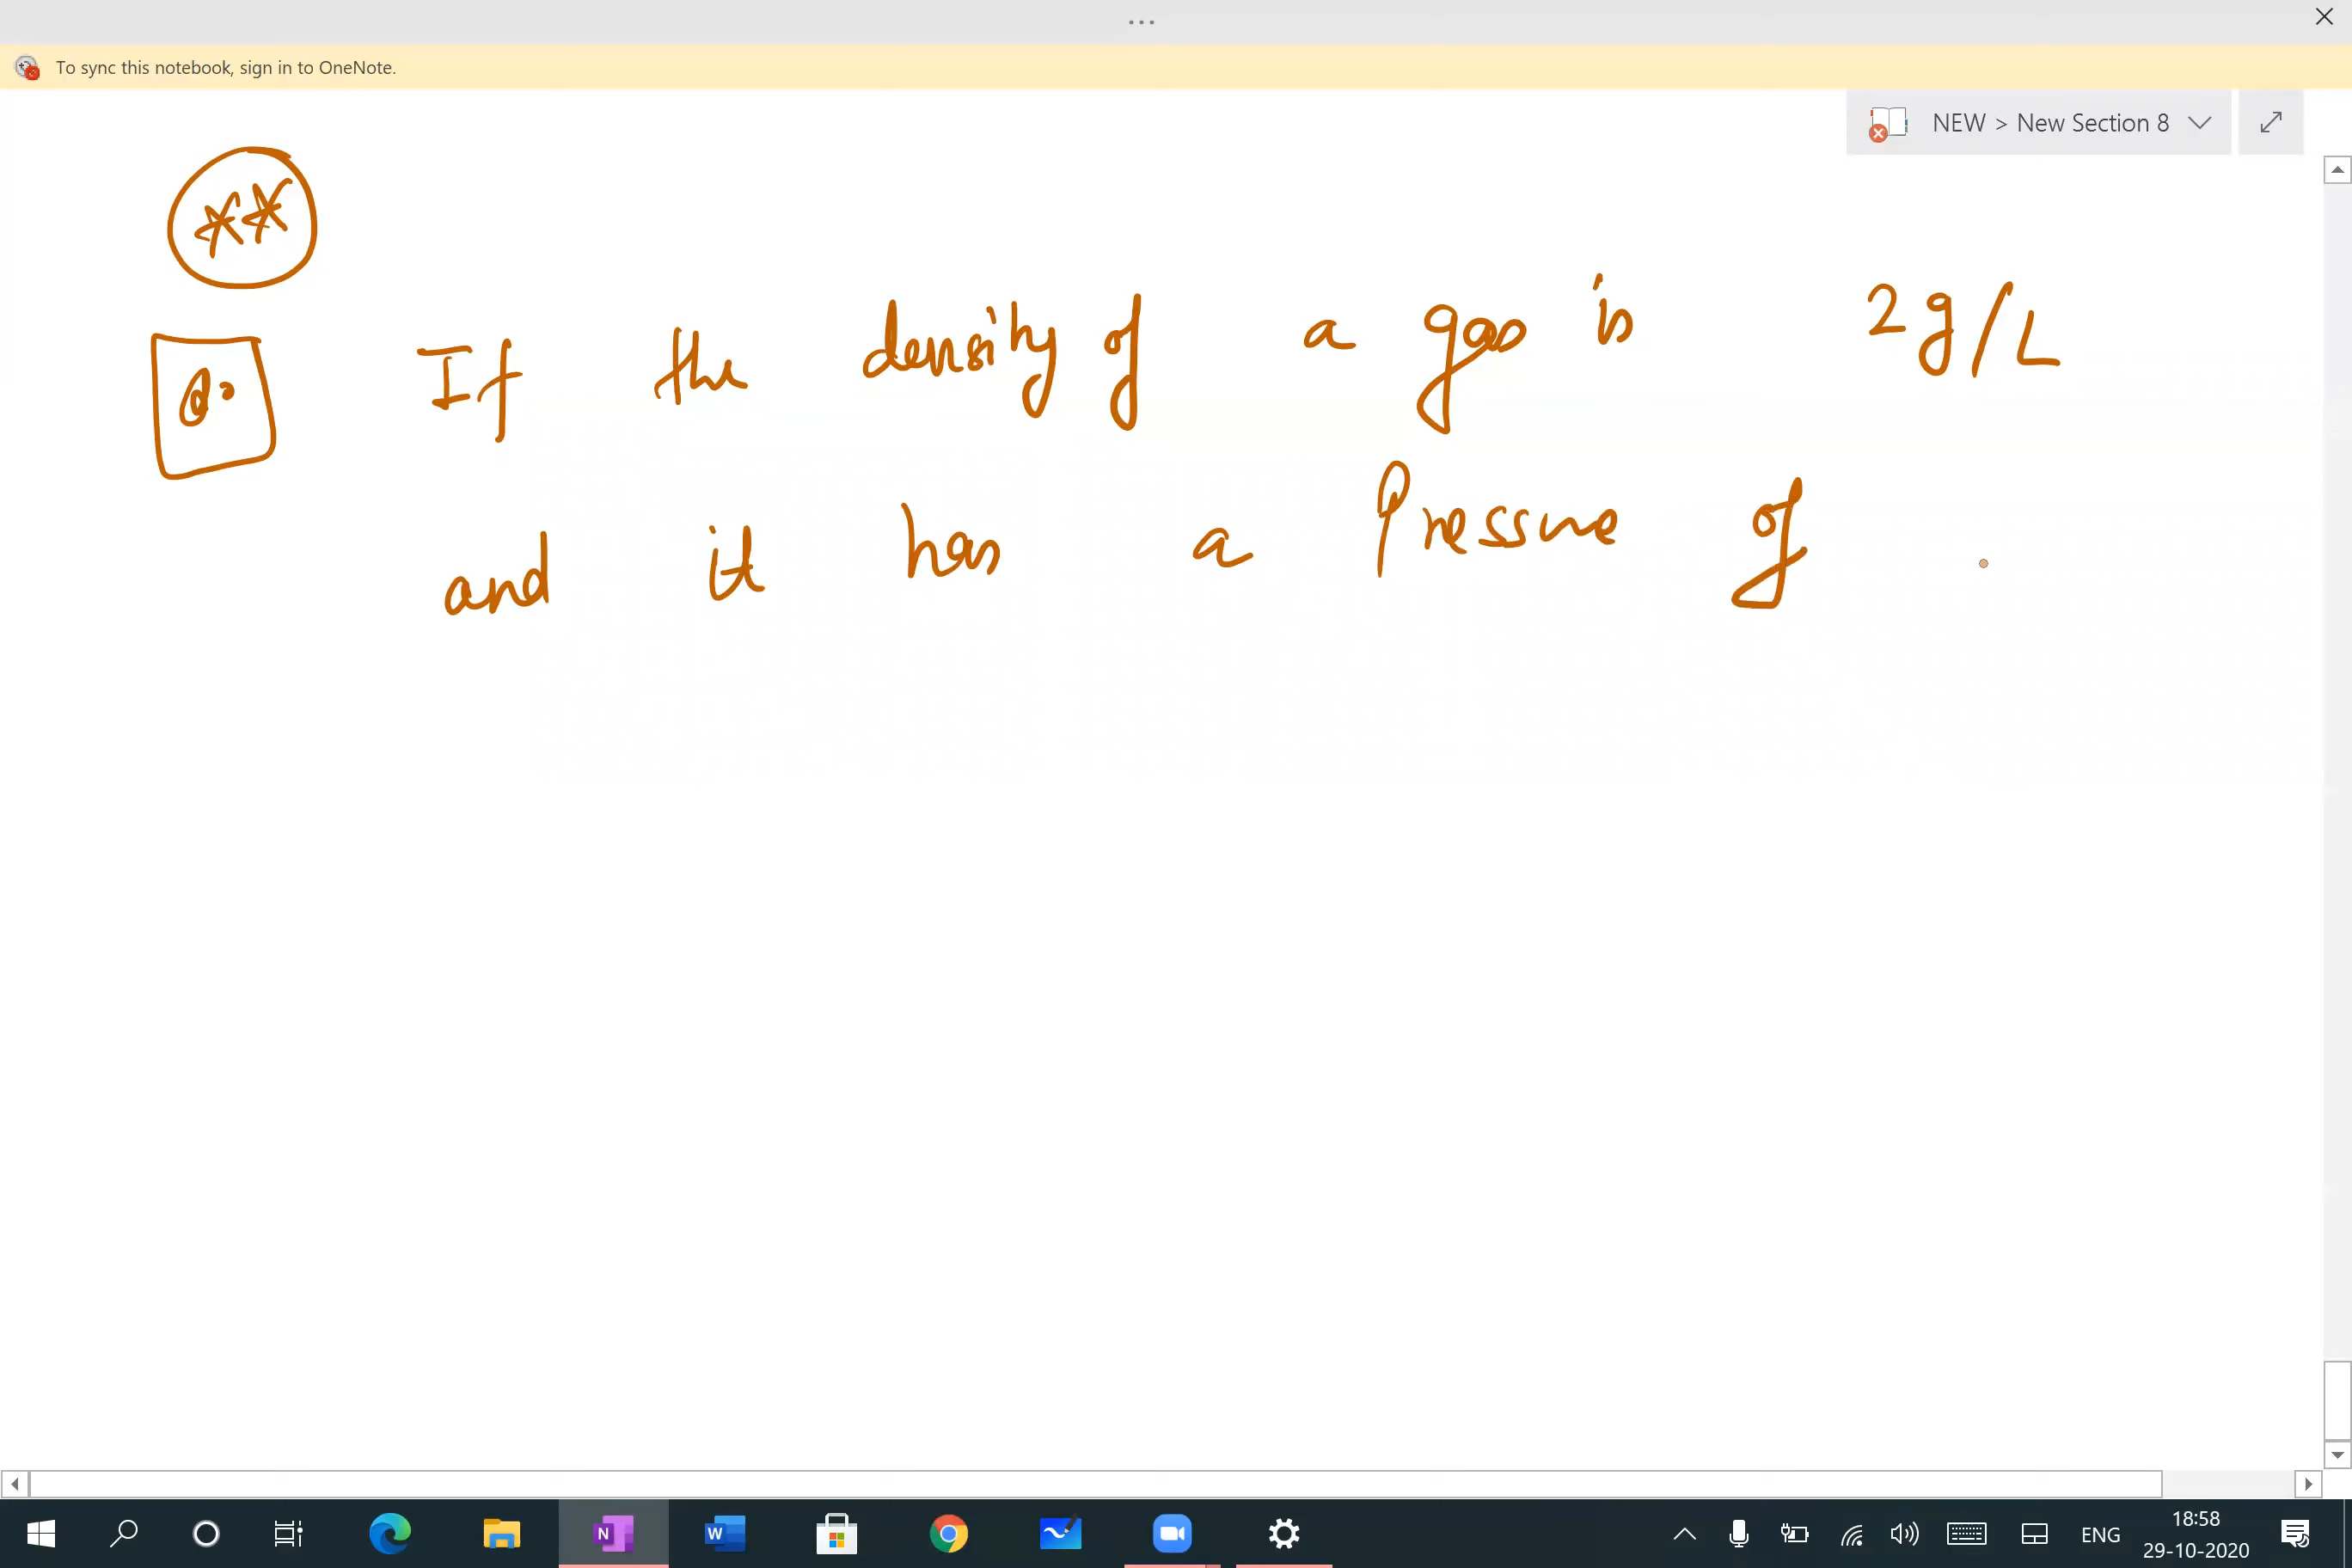 To sync this notebook, sign in to OneNote.
NEW > New Section 8
**
Q.
If the density of a gas is 2g/L
and it has a Pressure of
ENG
18:58
29-10-2020